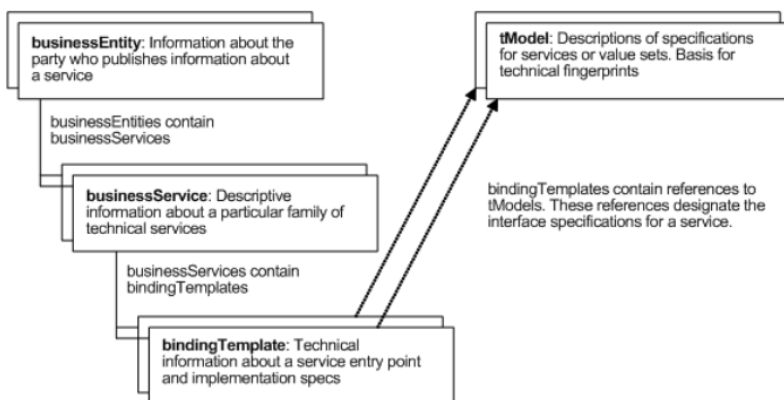 businessEntity: Information about the
party who publishes information about
a service
tModel: Descriptions of specifications
for services or value sets. Basis for
technical fingerprints
businessEntities contain
businessServices
businessService: Descriptive
information about a particular family of
technical services
bindingTemplates contain references to
tModels. These references designate the
interface specifications for a service.
businessServices contain
bindingTemplates
bindingTemplate: Technical
information about a service entry point
and implementation specs